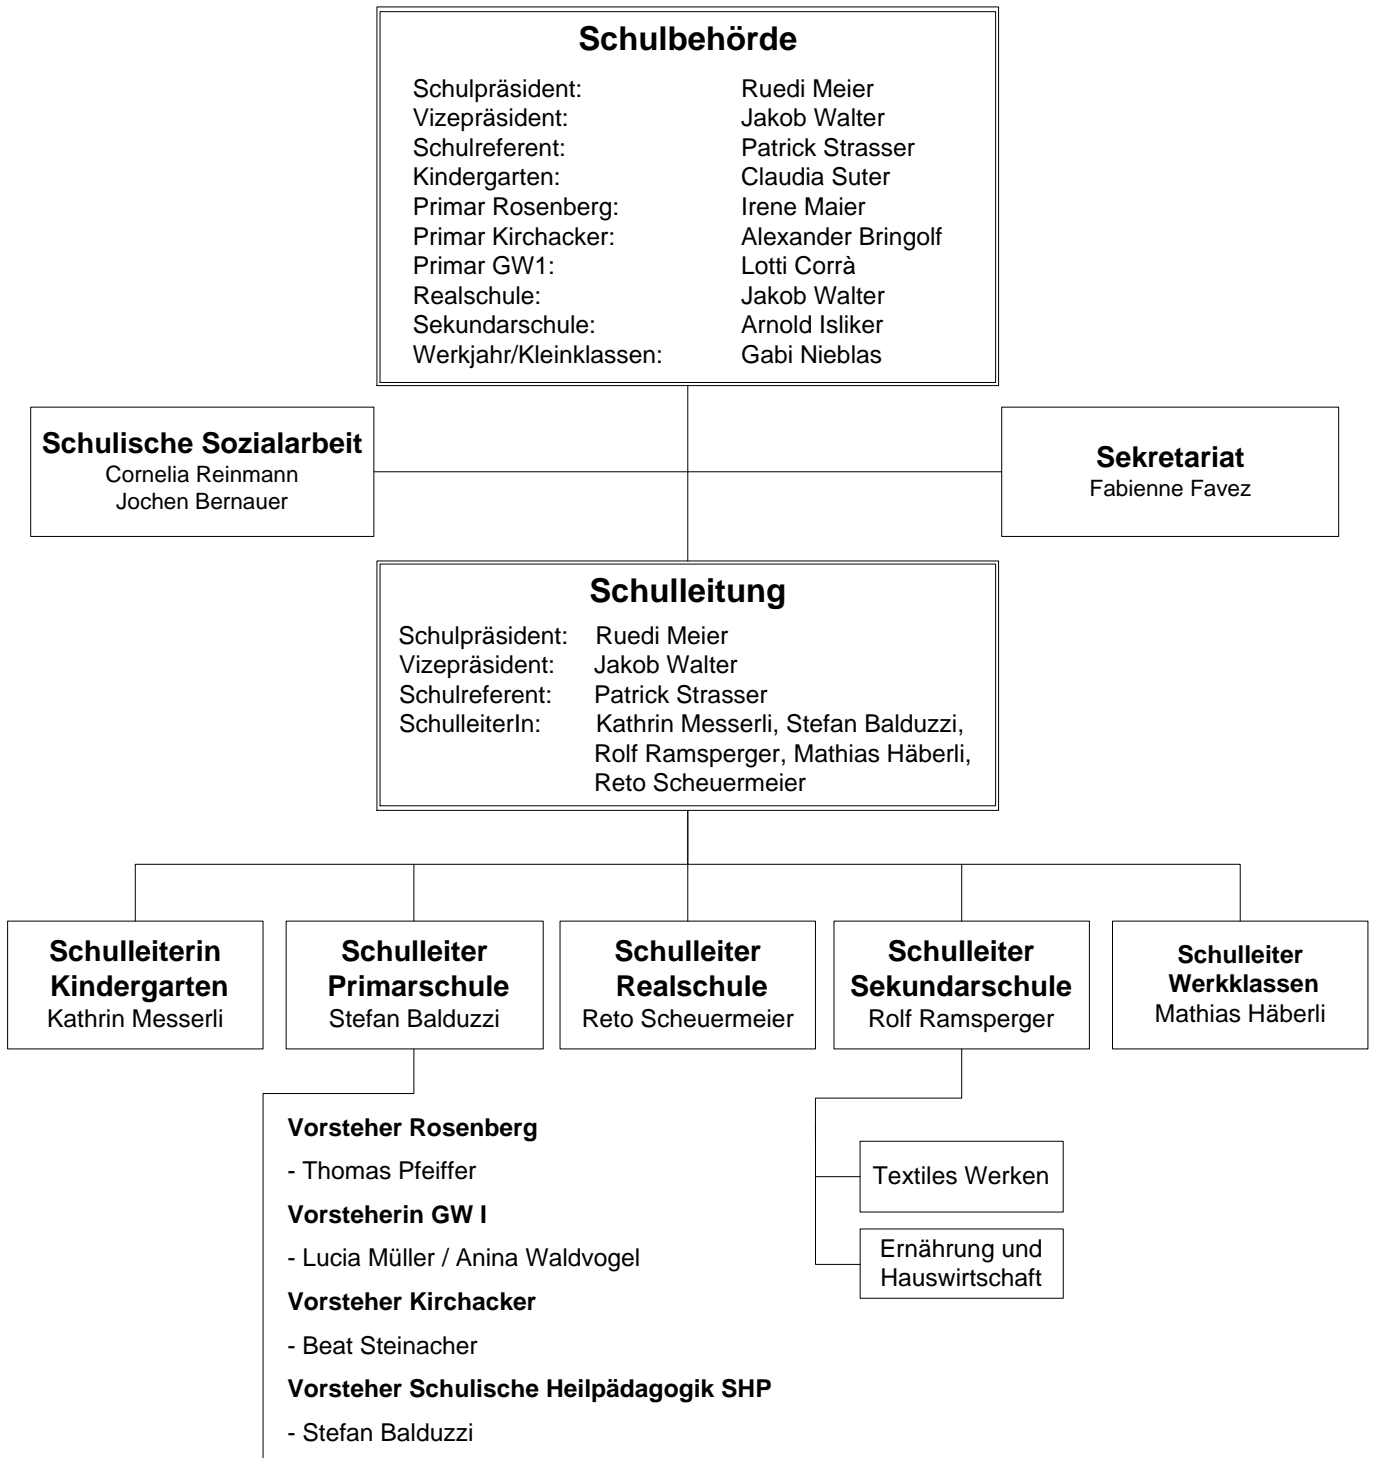 Schulbehörde
Schulpräsident: Ruedi Meier
Vizepräsident: Jakob Walter
Schulreferent: Patrick Strasser
Kindergarten: Claudia Suter
Primar Rosenberg: Irene Maier
Primar Kirchacker: Alexander Bringolf
Primar GW1: Lotti Corrà
Realschule: Jakob Walter
Sekundarschule: Arnold Isliker
Werkjahr/Kleinklassen: Gabi Nieblas
Schulische Sozialarbeit
Cornelia Reinmann
Jochen Bernauer
Sekretariat
Fabienne Favez
Schulleitung
Schulpräsident: Ruedi Meier
Vizepräsident: Jakob Walter
Schulreferent: Patrick Strasser
SchulleiterIn: Kathrin Messerli, Stefan Balduzzi,
Rolf Ramsperger, Mathias Häberli,
Reto Scheuermeier
Schulleiterin
Kindergarten
Kathrin Messerli
Schulleiter
Primarschule
Stefan Balduzzi
Schulleiter
Realschule
Reto Scheuermeier
Schulleiter
Sekundarschule
Rolf Ramsperger
Schulleiter
Werkklassen
Mathias Häberli
Vorsteher Rosenberg
- Thomas Pfeiffer
Vorsteherin GW I
- Lucia Müller / Anina Waldvogel
Vorsteher Kirchacker
- Beat Steinacher
Vorsteher Schulische Heilpädagogik SHP
- Stefan Balduzzi
Textiles Werken
Ernährung und
Hauswirtschaft